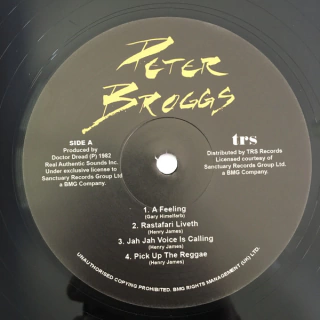 PETER
BROGGS
SIDE A
Produced by
Doctor Dread (P) 1982
Real Authentic Sounds Inc.
Under exclusive license to
Sanctuary Records Group Ltd
a BMG Company.
trs
Distributed by TRS Records
Licensed courtesy of
Sanctuary Records Group Ltd.
a BMG Company.
1. A Feeling
(Gary Himelfarb)
2. Rastafari Liveth
(Henry James)
3. Jah Jah Voice Is Calling
(Henry James)
4. Pick Up The Reggae
(Henry James)
UNAUTHORISED COPYING PROHIBITED. BMG RIGHTS MANAGEMENT (UK) LTD.